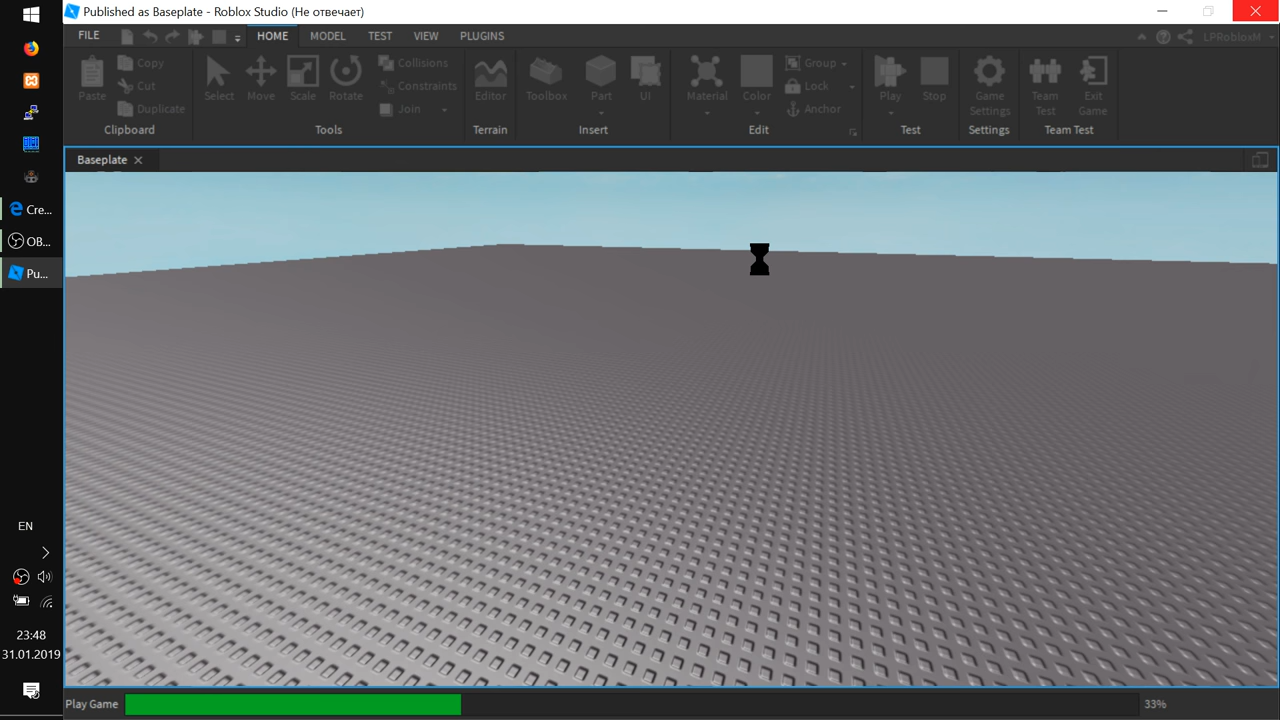 Published as Baseplate - Roblox Studio (Не отвечает)
FILE HOME MODEL TEST VIEW PLUGINS LPRobloxM
Paste Copy Cut Duplicate
Select Move Scale Rotate Collisions Constraints Join
Editor
Toolbox Part UI
Material Color Group Lock Anchor
Play Stop
Game Settings
Team Test Exit Game
Clipboard Tools Terrain Insert Edit Test Settings Team Test
Baseplate
Cre...
OB...
Pu...
EN
23:48
31.01.2019
Play Game 33%